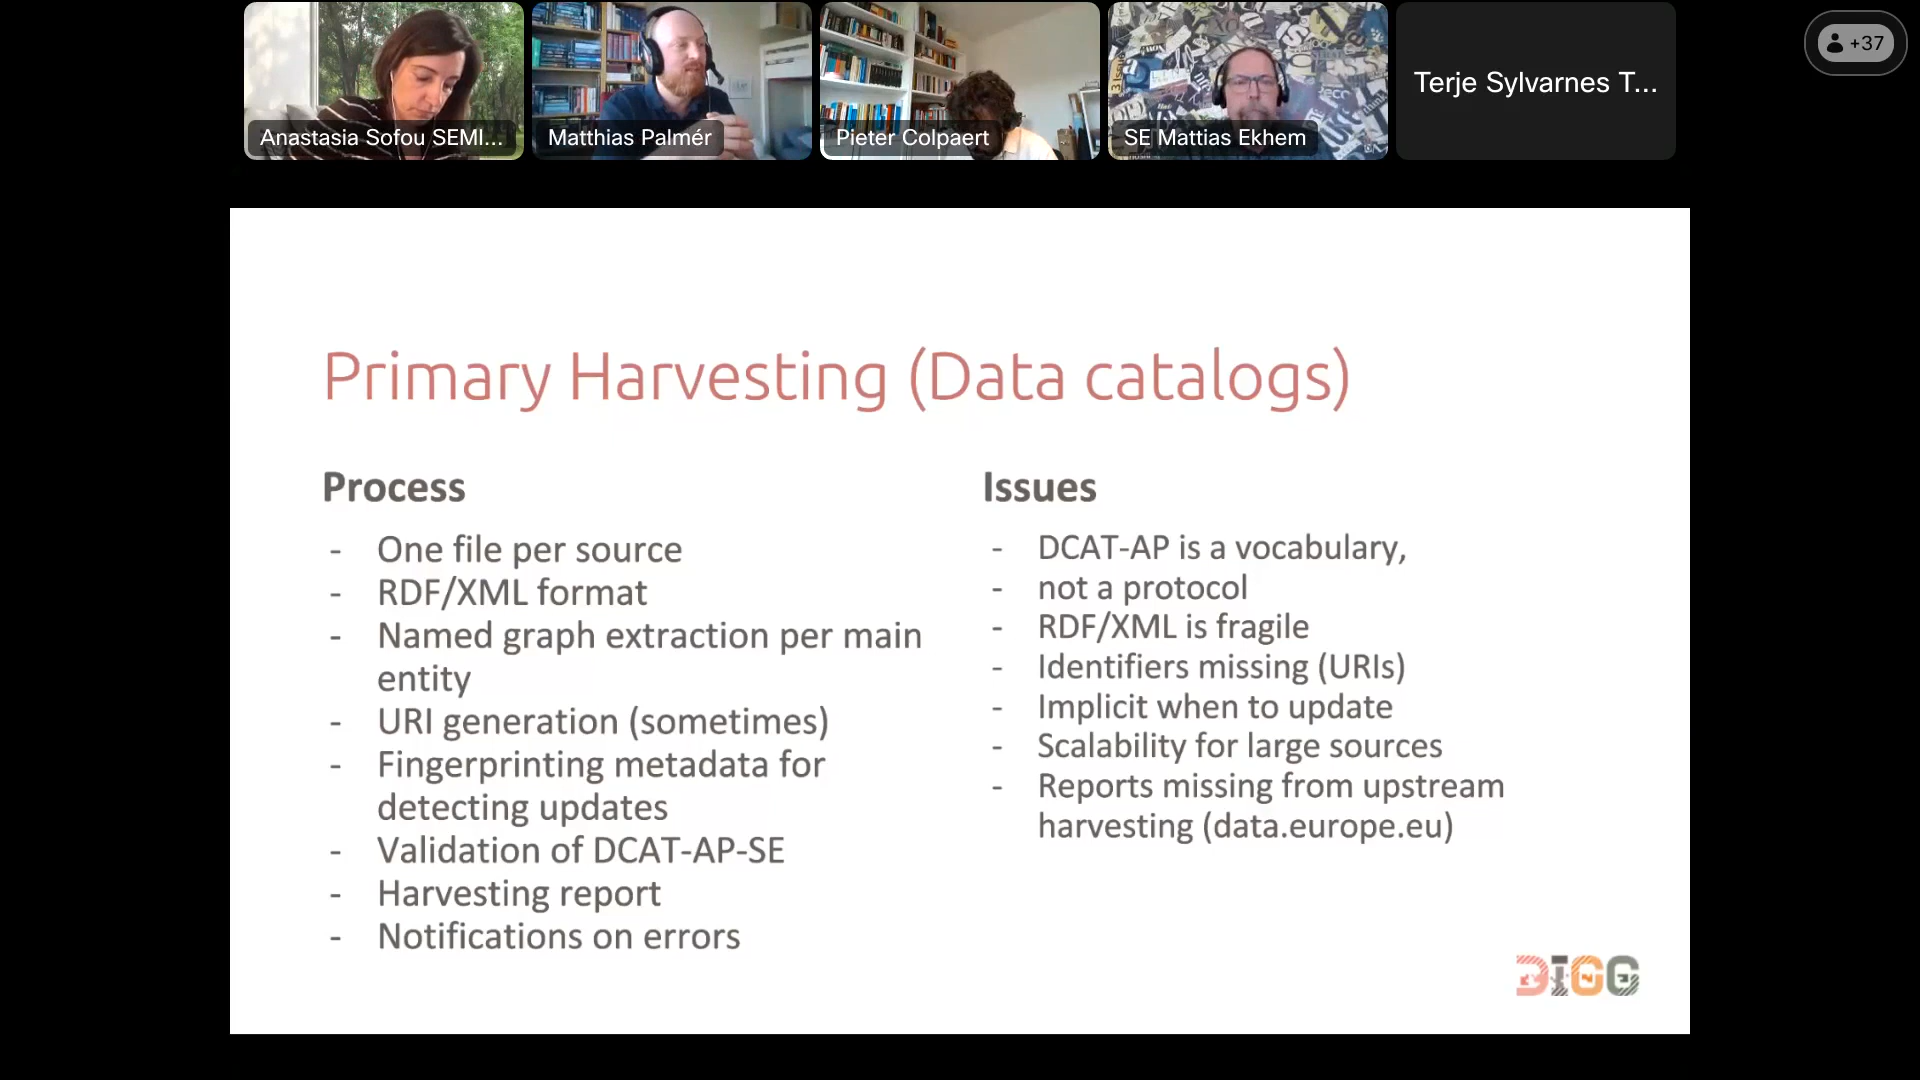 Anastasia Sofou SEMI...
Matthias Palmér
Pieter Colpaert
SE Mattias Ekhem
Terje Sylvarnes T...
+37
Primary Harvesting (Data catalogs)
Process
- One file per source
- RDF/XML format
- Named graph extraction per main
entity
- URI generation (sometimes)
- Fingerprinting metadata for
detecting updates
- Validation of DCAT-AP-SE
- Harvesting report
- Notifications on errors
Issues
- DCAT-AP is a vocabulary,
- not a protocol
- RDF/XML is fragile
- Identifiers missing (URIs)
- Implicit when to update
- Scalability for large sources
- Reports missing from upstream
harvesting (data.europe.eu)
DIGG